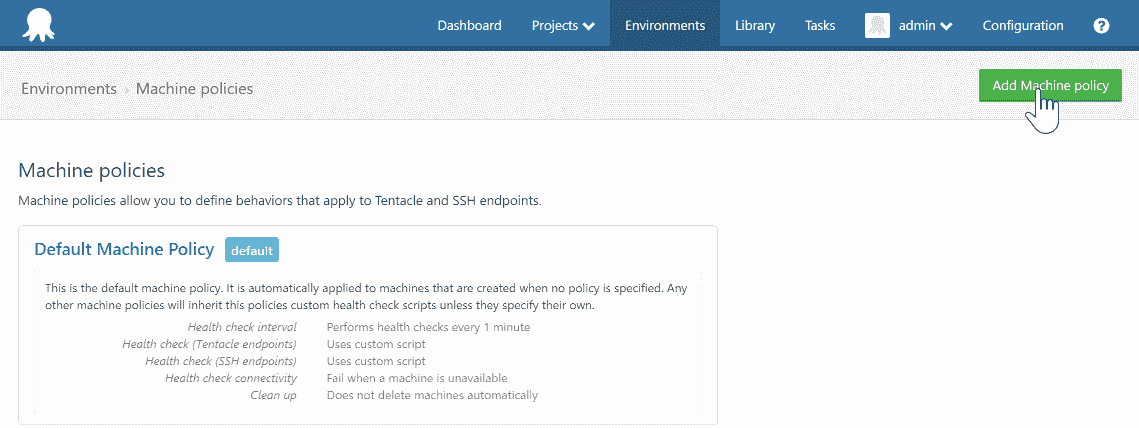 Dashboard Projects Environments Library Tasks admin Configuration ?
Environments › Machine policies
Add Machine policy
Machine policies
Machine policies allow you to define behaviors that apply to Tentacle and SSH endpoints.
Default Machine Policy default
This is the default machine policy. It is automatically applied to machines that are created when no policy is specified. Any
other machine policies will inherit this policies custom health check scripts unless they specify their own.
Health check interval Performs health checks every 1 minute
Health check (Tentacle endpoints) Uses custom script
Health check (SSH endpoints) Uses custom script
Health check connectivity Fail when a machine is unavailable
Clean up Does not delete machines automatically